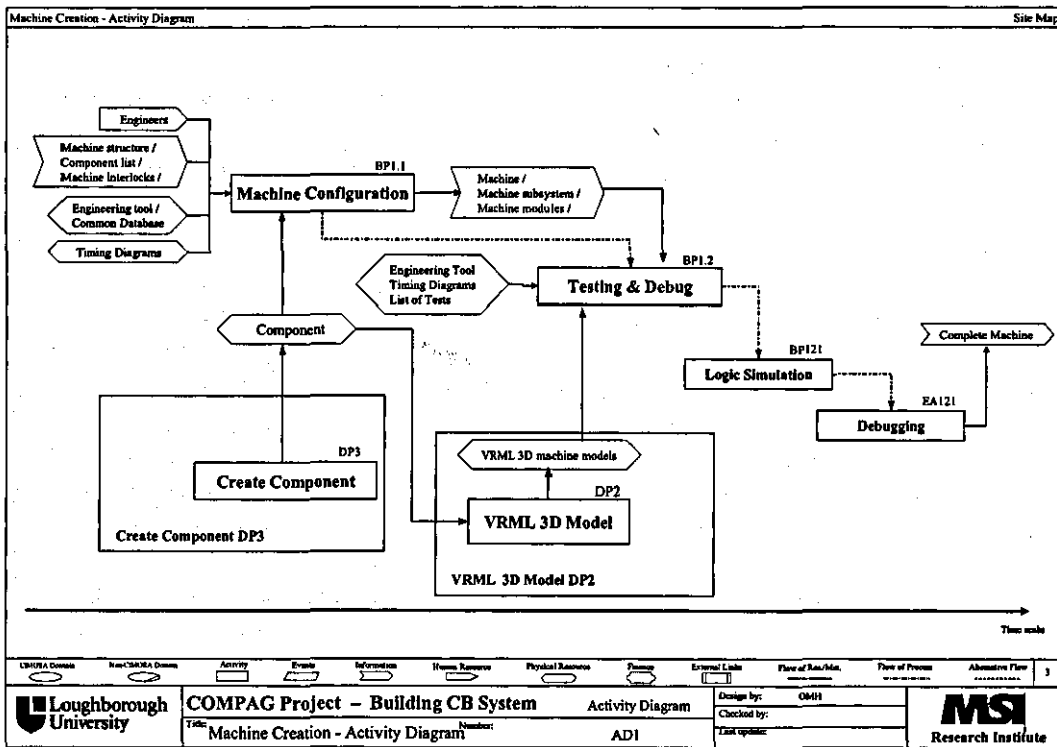 Machine Creation - Activity Diagram
Site Map
Engineers
Machine structure /
Component list /
Machine interlocks /
Engineering tool /
Common Database
Timing Diagrams
BP1.1
Machine Configuration
Machine /
Machine subsystem /
Machine modules /
Engineering Tool
Timing Diagrams
List of Tests
BP1.2
Testing & Debug
Component
BP121
Logic Simulation
Complete Machine
EA121
Debugging
DP3
Create Component
Create Component DP3
VRML 3D machine models
DP2
VRML 3D Model
VRML 3D Model DP2
Time scale
CIMOSA Domain
Non-CIMOSA Domain
Activity
Events
Information
Human Resource
Physical Resource
Finance
External Links
Flow of Res/Mat.
Flow of Process
Alternative Flow
3
Loughborough
University
COMPAG Project – Building CB System
Activity Diagram
Title:
Machine Creation - Activity Diagram
Number:
AD1
Design by:
OMH
Checked by:
Last update:
MSI
Research Institute